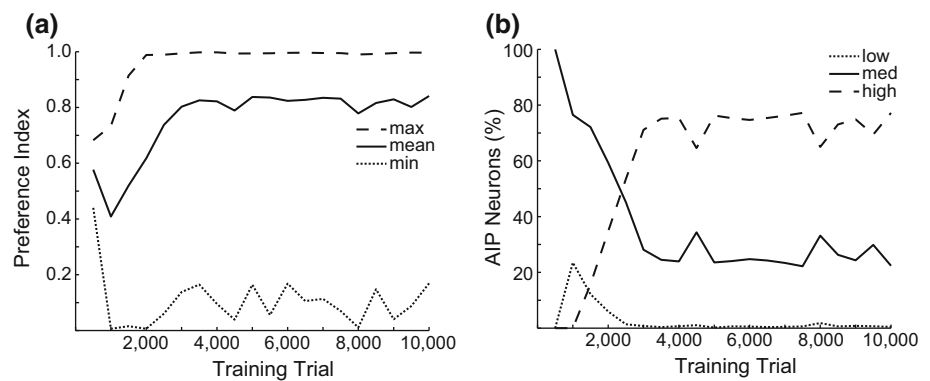 (a)
Preference Index
1.0
0.8
0.6
0.4
0.2
max
mean
min
2,000 4,000 6,000 8,000 10,000
Training Trial
(b)
AIP Neurons (%)
100
80
60
40
20
low
med
high
2,000 4,000 6,000 8,000 10,000
Training Trial